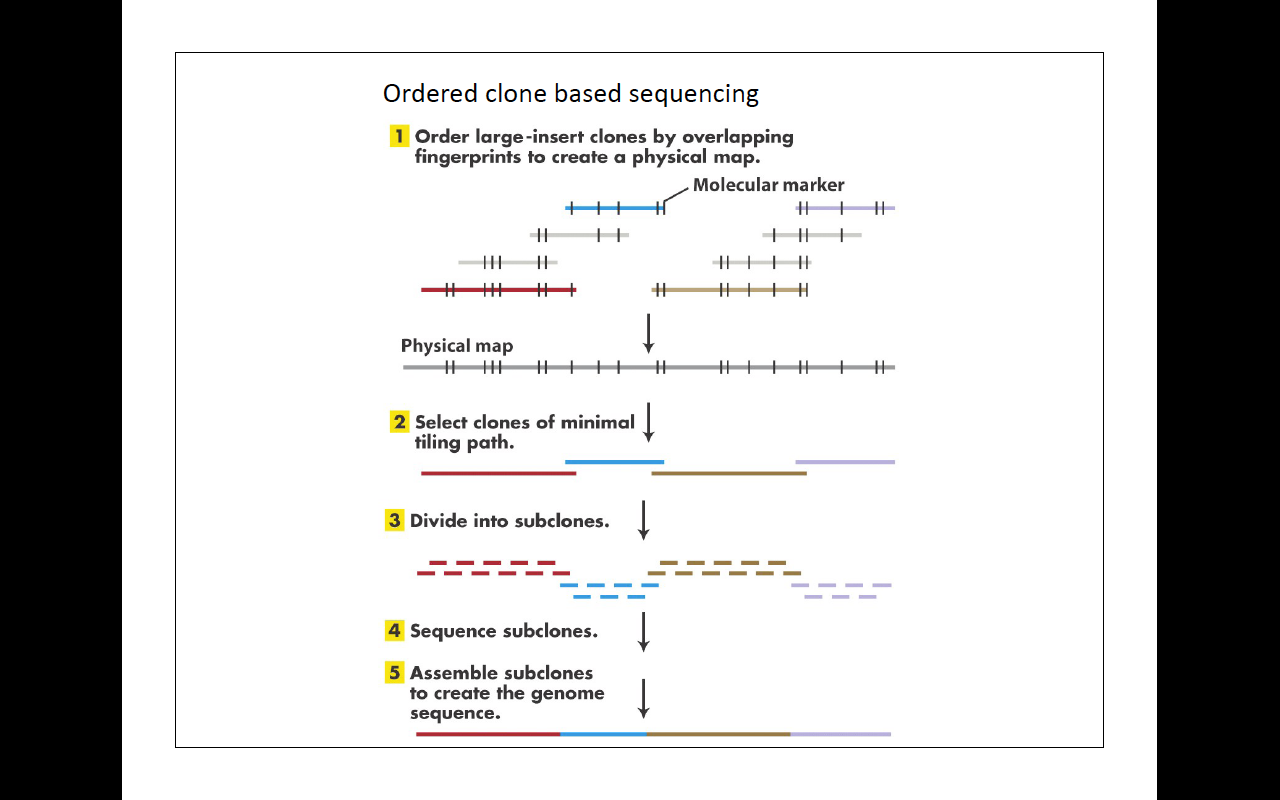 Ordered clone based sequencing
1 Order large-insert clones by overlapping
fingerprints to create a physical map.
Molecular marker
Physical map
2 Select clones of minimal
tiling path.
3 Divide into subclones.
4 Sequence subclones.
5 Assemble subclones
to create the genome
sequence.